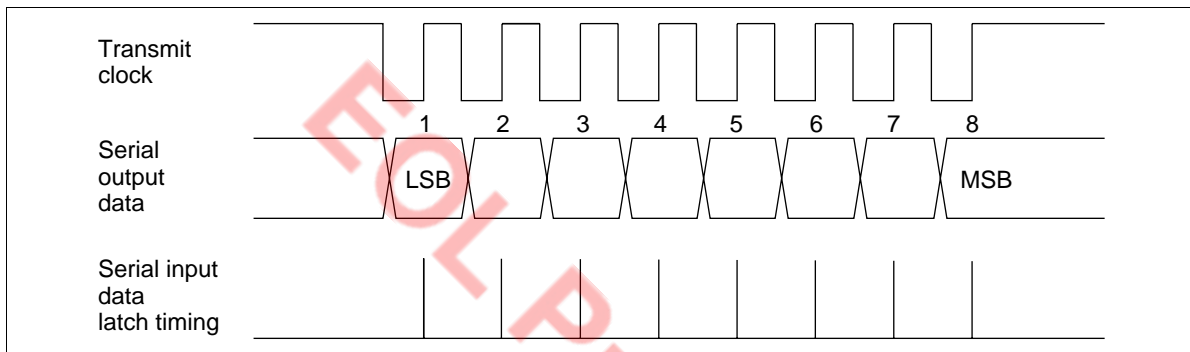 Transmit
clock
1 2 3 4 5 6 7 8
Serial
output
data
LSB
MSB
Serial input
data
latch timing
EOL P